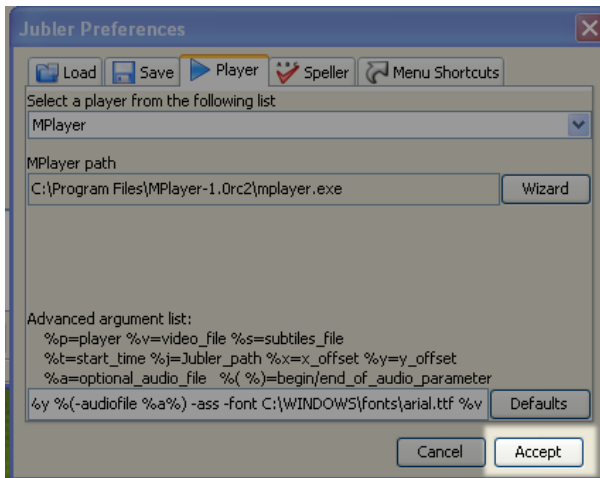 Jubler Preferences
Load Save Player Speller Menu Shortcuts
Select a player from the following list
MPlayer
MPlayer path
C:\Program Files\MPlayer-1.0rc2\mplayer.exe Wizard
Advanced argument list:
%p=player %v=video_file %s=subtiles_file
%t=start_time %j=Jubler_path %x=x_offset %y=y_offset
%a=optional_audio_file %( %)=begin/end_of_audio_parameter
%y %(-audiofile %a%) -ass -font C:\WINDOWS\fonts\arial.ttf %v Defaults
Cancel Accept